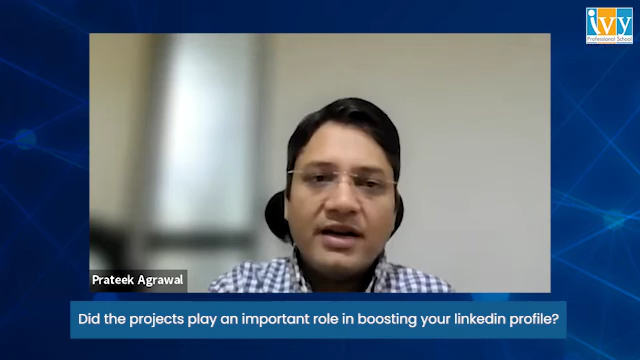 ivy
Professional School
Prateek Agrawal
Did the projects play an important role in boosting your linkedin profile?